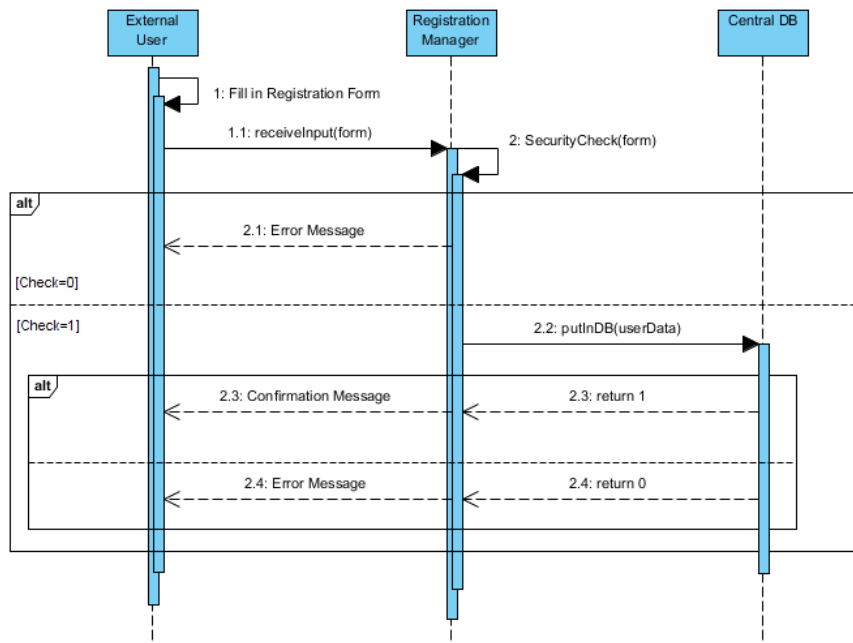 External
User
Registration
Manager
Central DB
1: Fill in Registration Form
1.1: receiveInput(form)
2: SecurityCheck(form)
alt
2.1: Error Message
[Check=0]
[Check=1]
2.2: putInDB(userData)
alt
2.3: Confirmation Message
2.3: return 1
2.4: Error Message
2.4: return 0